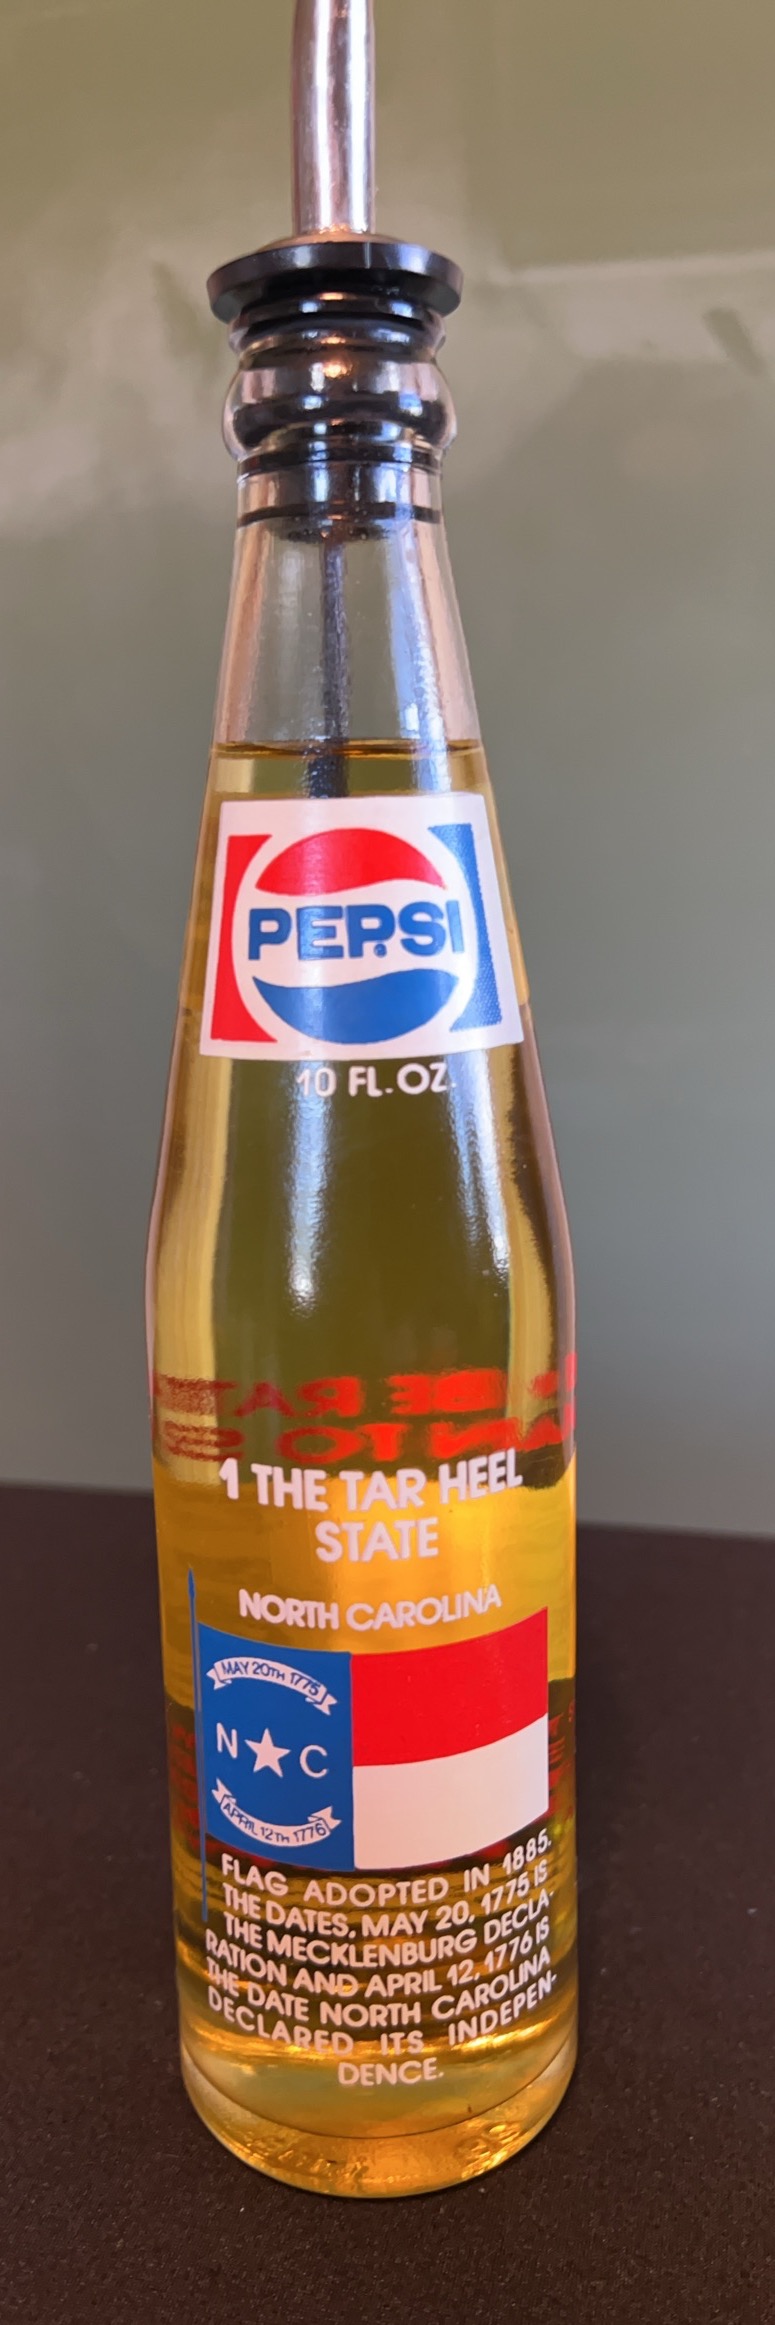 PEPSI
10 FL.OZ.
1 THE TAR HEEL
STATE
NORTH CAROLINA
MAY 20TH 1775
N C
APRIL 12TH 1776
FLAG ADOPTED IN 1885.
THE DATES, MAY 20, 1775 IS
THE MECKLENBURG DECLA-
RATION AND APRIL 12, 1776 IS
THE DATE NORTH CAROLINA
DECLARED ITS INDEPEN-
DENCE.